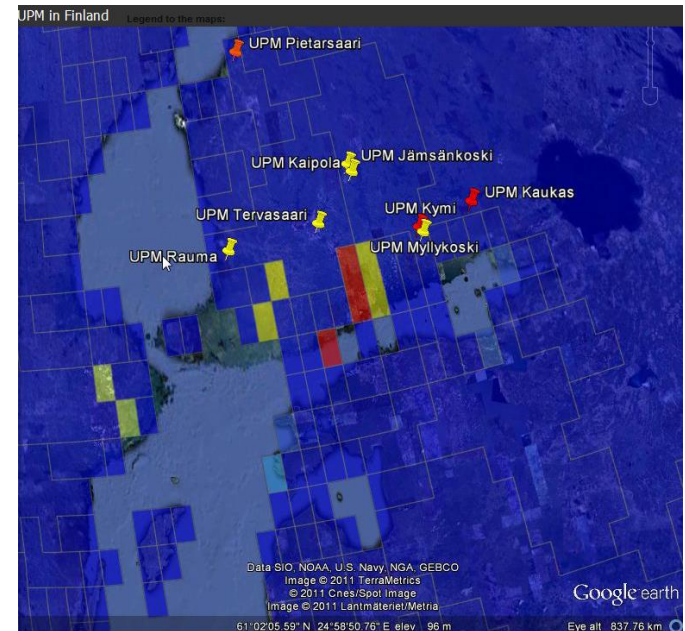 UPM in Finland
Legend to the maps:
UPM Pietarsaari
UPM Kaipola
UPM Jämsänkoski
UPM Kaukas
UPM Tervasaari
UPM Kymi
UPM Myllykoski
UPM Rauma
Data SIO, NOAA, U.S. Navy, NGA, GEBCO
Image © 2011 TerraMetrics
© 2011 Cnes/Spot Image
Image © 2011 Lantmäteriet/Metria
Google earth
61°02'05.59" N 24°58'50.76" E elev 96 m
Eye alt 837.76 km